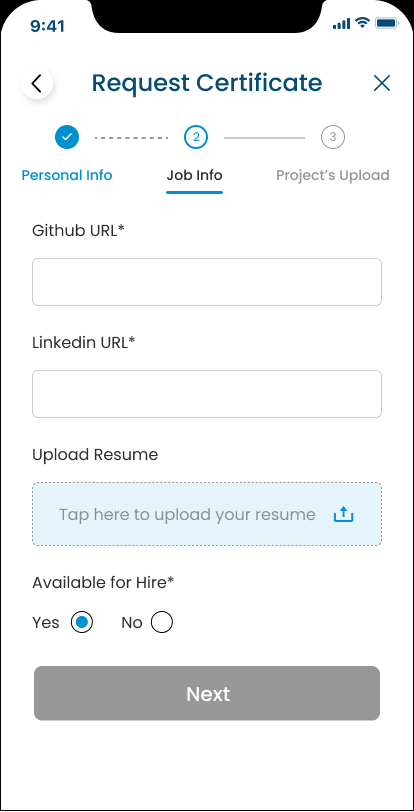 9:41
Request Certificate
2 3
Personal Info Job Info Project's Upload
Github URL*
Linkedin URL*
Upload Resume
Tap here to upload your resume
Available for Hire*
Yes No
Next